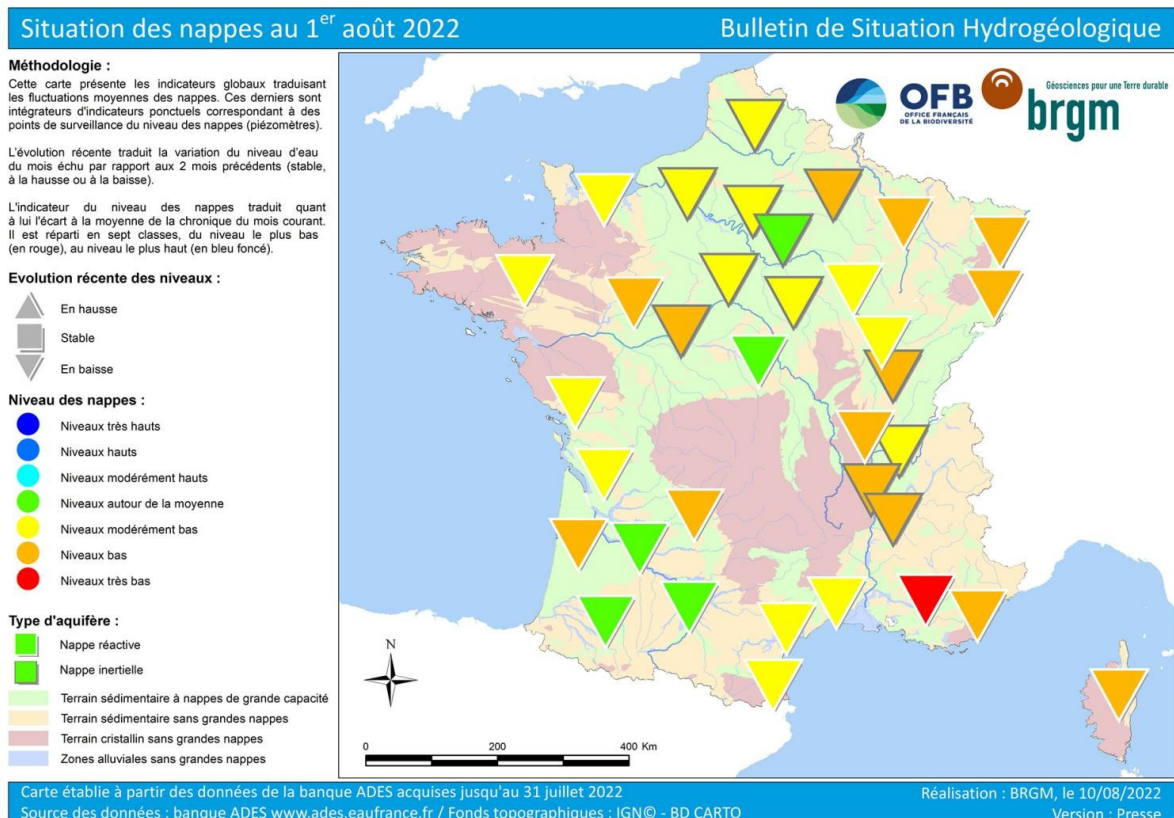 Situation des nappes au 1er août 2022
Bulletin de Situation Hydrogéologique
Méthodologie :
Cette carte présente les indicateurs globaux traduisant
les fluctuations moyennes des nappes. Ces derniers sont
intégrateurs d'indicateurs ponctuels correspondant à des
points de surveillance du niveau des nappes (piézomètres).
L'évolution récente traduit la variation du niveau d'eau
du mois échu par rapport aux 2 mois précédents (stable,
à la hausse ou à la baisse).
L'indicateur du niveau des nappes traduit quant
à lui l'écart à la moyenne de la chronique du mois courant.
Il est réparti en sept classes, du niveau le plus bas
(en rouge), au niveau le plus haut (en bleu foncé).
Evolution récente des niveaux :
En hausse
Stable
En baisse
Niveau des nappes :
Niveaux très hauts
Niveaux hauts
Niveaux modérément hauts
Niveaux autour de la moyenne
Niveaux modérément bas
Niveaux bas
Niveaux très bas
Type d'aquifère :
Nappe réactive
Nappe inertielle
Terrain sédimentaire à nappes de grande capacité
Terrain sédimentaire sans grandes nappes
Terrain cristallin sans grandes nappes
Zones alluviales sans grandes nappes
OFB
OFFICE FRANÇAIS
DE LA BIODIVERSITÉ
Géosciences pour une Terre durable
brgm
N
0 200 400 Km
Carte établie à partir des données de la banque ADES acquises jusqu'au 31 juillet 2022
Source des données : banque ADES www.ades.eaufrance.fr / Fonds topographiques : IGN© - BD CARTO
Réalisation : BRGM, le 10/08/2022
Version : Presse